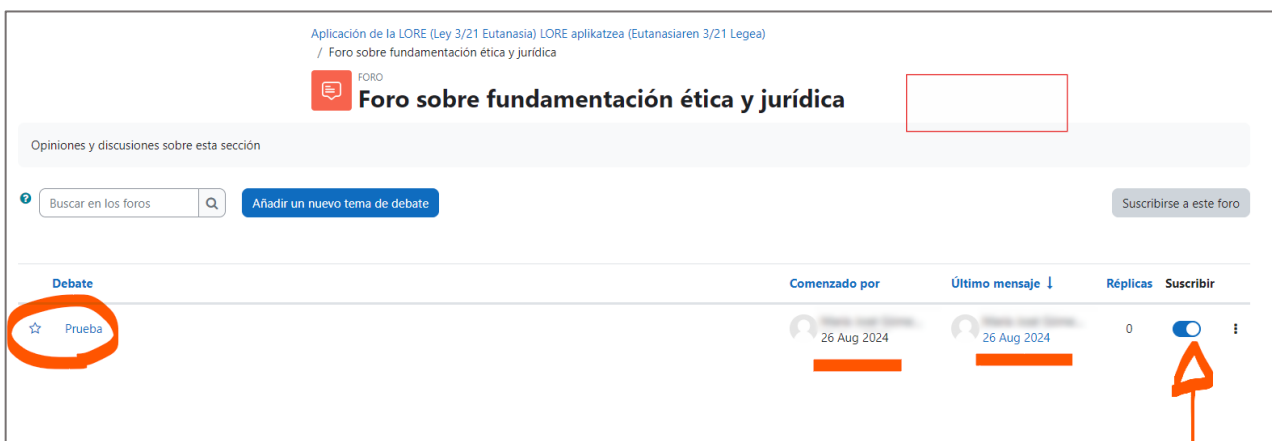 Aplicación de la LORE (Ley 3/21 Eutanasia) LORE aplikatzea (Eutanasiaren 3/21 Legea)
/ Foro sobre fundamentación ética y jurídica
FORO
Foro sobre fundamentación ética y jurídica
Opiniones y discusiones sobre esta sección
Buscar en los foros Añadir un nuevo tema de debate Suscribirse a este foro
Debate Comenzado por Último mensaje ↓ Réplicas Suscribir
Prueba 26 Aug 2024 26 Aug 2024 0